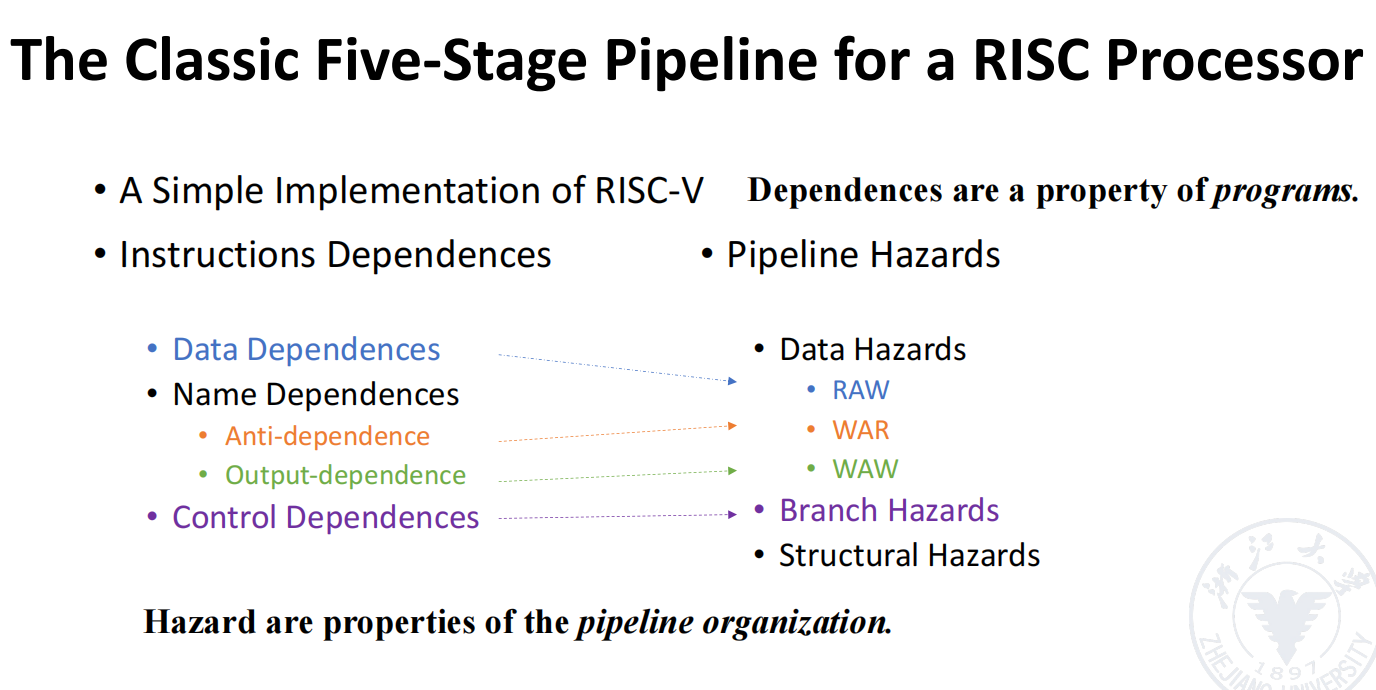 The Classic Five-Stage Pipeline for a RISC Processor
• A Simple Implementation of RISC-V
Dependences are a property of programs.
• Instructions Dependences
• Pipeline Hazards
• Data Dependences
• Name Dependences
• Anti-dependence
• Output-dependence
• Control Dependences
• Data Hazards
• RAW
• WAR
• WAW
• Branch Hazards
• Structural Hazards
Hazard are properties of the pipeline organization.
浙江大學
1897
ZHEJIANG UNIVERSITY